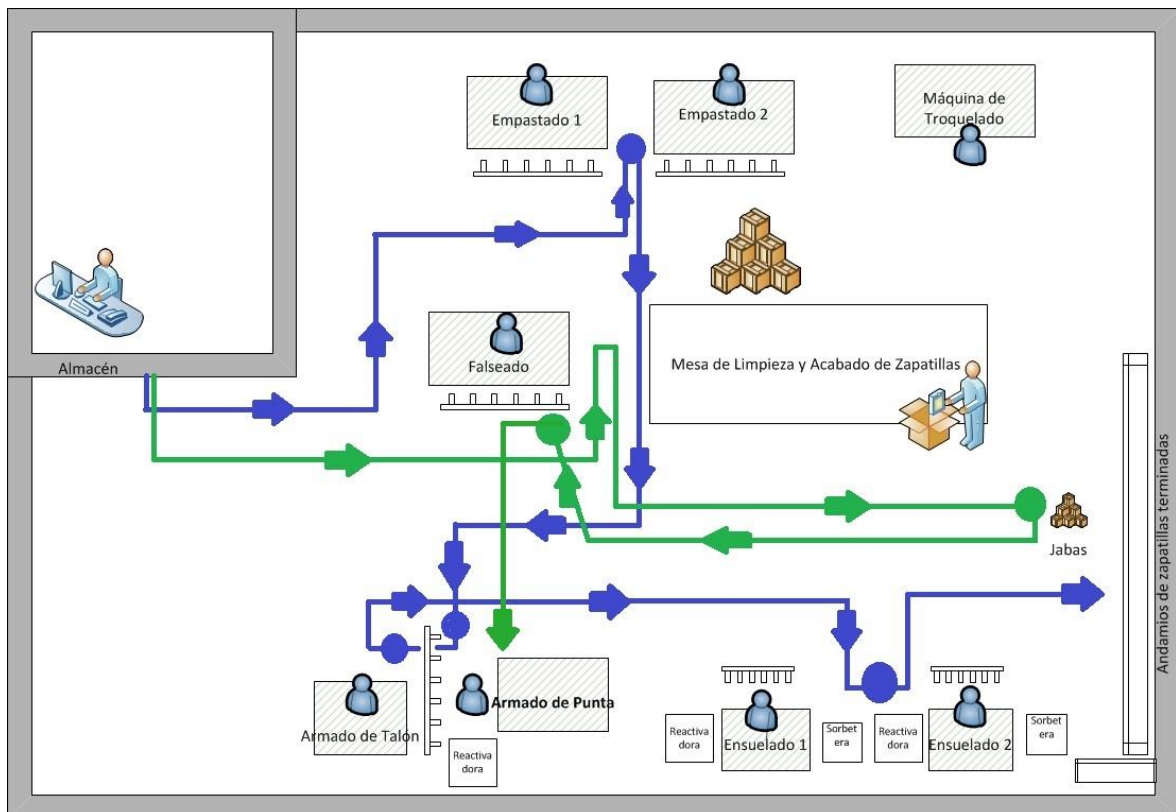 Empastado 1
Empastado 2
Máquina de
Troquelado
Almacén
Falseado
Mesa de Limpieza y Acabado de Zapatillas
Andamios de zapatillas terminadas
Jabas
Armado de Talón
Armado de Punta
Reactiva
dora
Reactiva
dora
Ensuelado 1
Sorbet
era
Reactiva
dora
Ensuelado 2
Sorbet
era